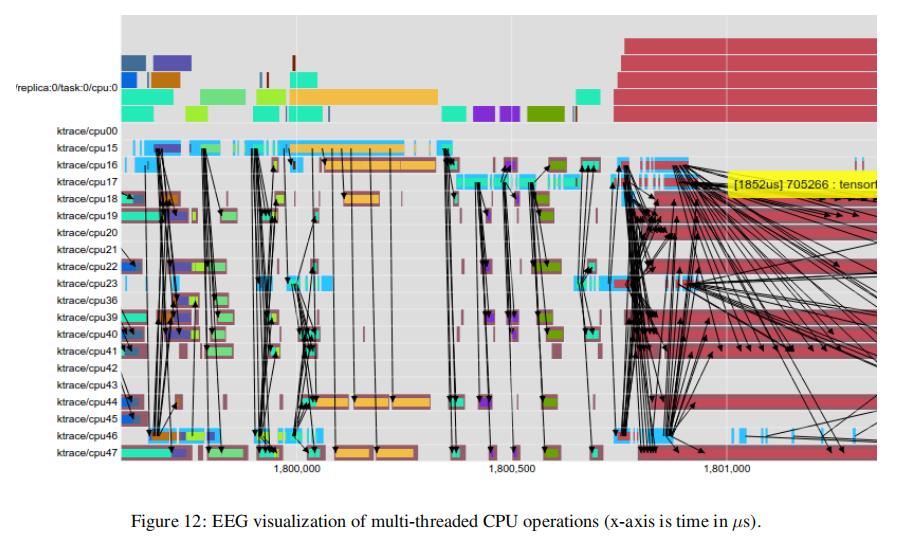 /replica:0/task:0/cpu:0
ktrace/cpu00
ktrace/cpu15
ktrace/cpu16
ktrace/cpu17
[1852us] 705266 : tensorf
ktrace/cpu18
ktrace/cpu19
ktrace/cpu20
ktrace/cpu21
ktrace/cpu22
ktrace/cpu23
ktrace/cpu36
ktrace/cpu39
ktrace/cpu40
ktrace/cpu41
ktrace/cpu42
ktrace/cpu43
ktrace/cpu44
ktrace/cpu45
ktrace/cpu46
ktrace/cpu47
1,800,000 1,800,500 1,801,000
Figure 12: EEG visualization of multi-threaded CPU operations (x-axis is time in μs).